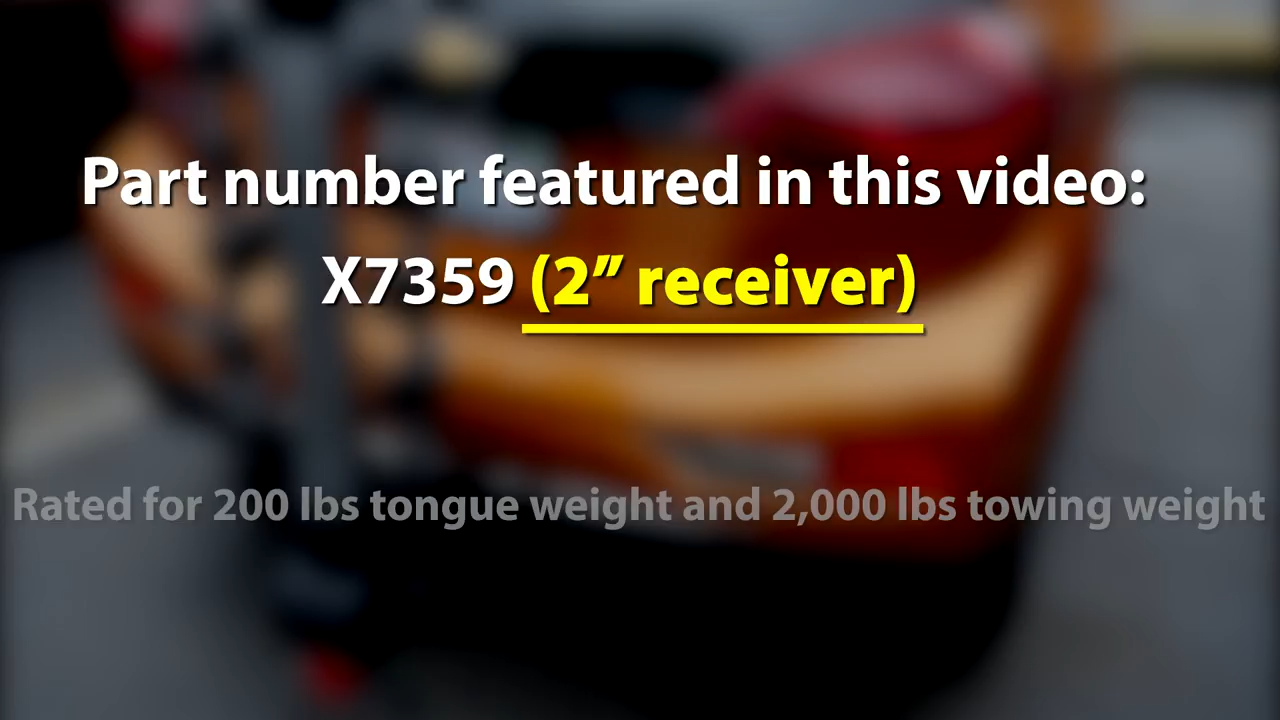 Part number featured in this video:
X7359 (2” receiver)
Rated for 200 lbs tongue weight and 2,000 lbs towing weight